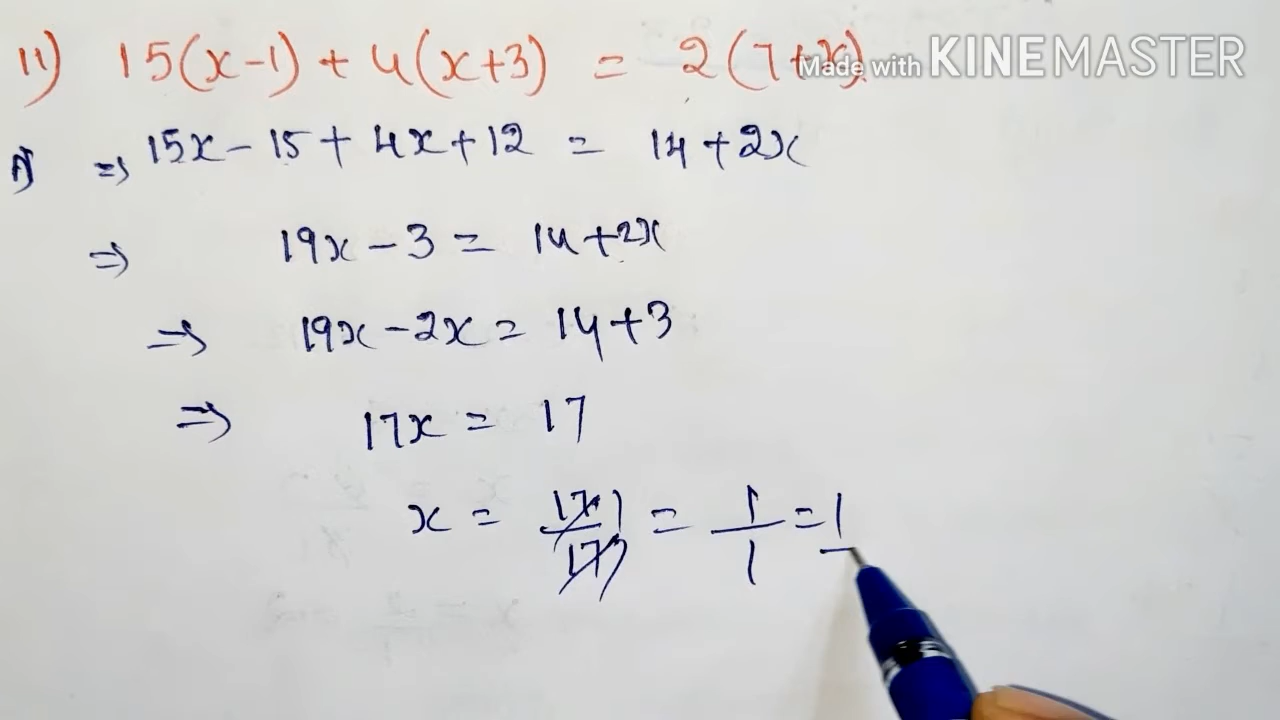 11) 15(x-1) + 4(x+3) = 2(7+x)
Made with KINEMASTER
⇒ 15x - 15 + 4x + 12 = 14 + 2x
⇒ 19x - 3 = 14 + 2x
⇒ 19x - 2x = 14 + 3
⇒ 17x = 17
x = 17/17 = 1/1 = 1